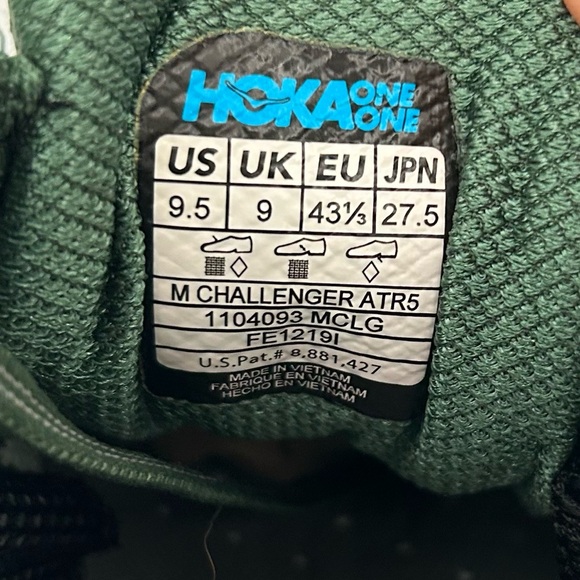 HOKA ONE ONE
US UK EU JPN
9.5 9 43⅓ 27.5
M CHALLENGER ATR5
1104093 MCLG
FE1219I
U.S.Pat.# 8,881,427
MADE IN VIETNAM
FABRIQUE EN VIETNAM
HECHO EN VIETNAM